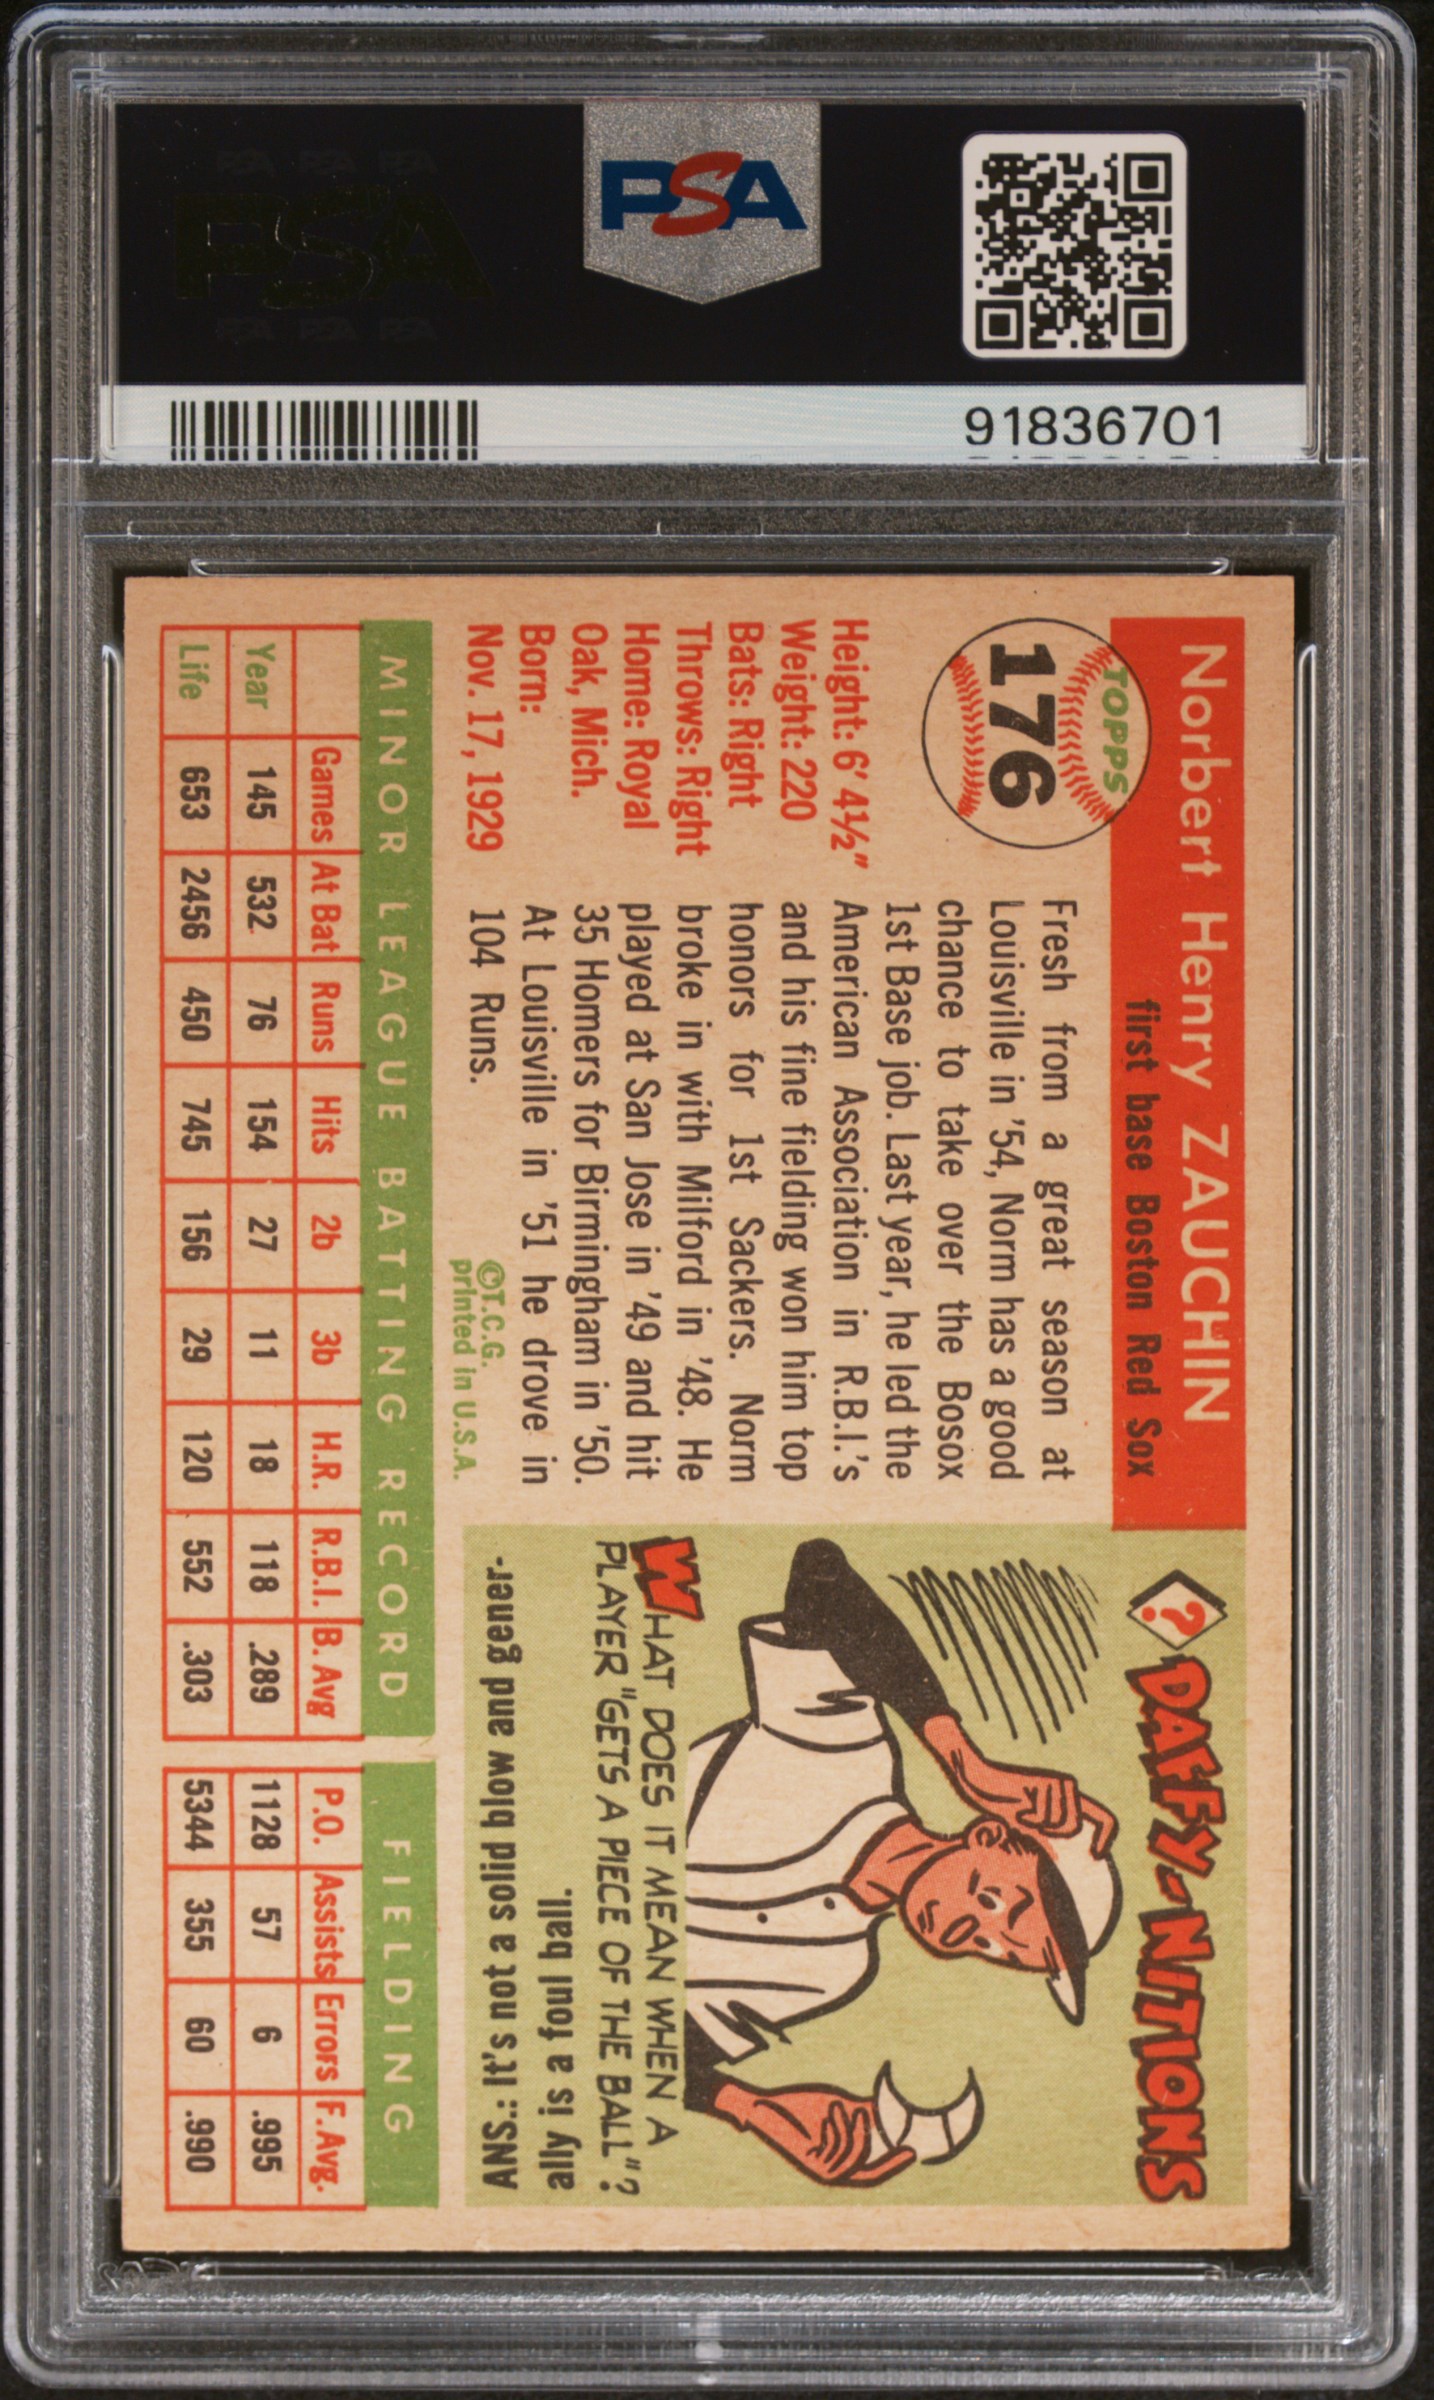 PSA
PSA PSA PSA
PSA
PSA PSA PSA
91836701
Norbert Henry ZAUCHIN
first base Boston Red Sox
TOPPS
176
Height: 6' 4½"
Weight: 220
Bats: Right
Throws: Right
Home: Royal
Oak, Mich.
Born:
Nov. 17, 1929
Fresh from a great season at
Louisville in '54, Norm has a good
chance to take over the Bosox
1st Base job. Last year, he led the
American Association in R.B.I.'s
and his fine fielding won him top
honors for 1st Sackers. Norm
broke in with Milford in '48. He
played at San Jose in '49 and hit
35 Homers for Birmingham in '50.
At Louisville in '51 he drove in
104 Runs.
©T.C.G.
printed in U.S.A.
? DAFFY-NITIONS
WHAT DOES IT MEAN WHEN A
PLAYER "GETS A PIECE OF THE BALL"?
ANS.: It's not a solid blow and gener-
ally is a foul ball.
MINOR LEAGUE BATTING RECORD FIELDING
Games At Bat Runs Hits 2b 3b H.R. R.B.I. B. Avg P.O. Assists Errors F. Avg.
Year 145 532 76 154 27 11 18 118 .289 1128 57 6 .995
Life 653 2456 450 745 156 29 120 552 .303 5344 355 60 .990